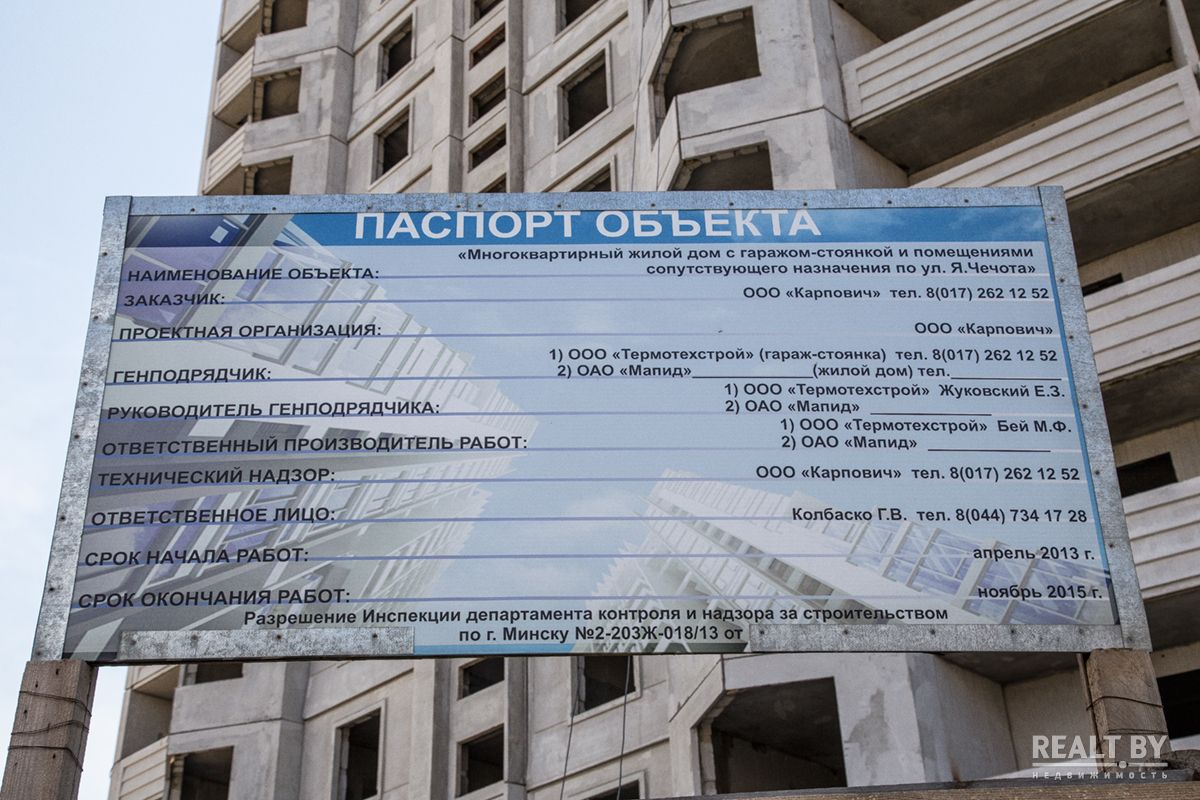 ПАСПОРТ ОБЪЕКТА
«Многоквартирный жилой дом с гаражом-стоянкой и помещениями
НАИМЕНОВАНИЕ ОБЪЕКТА: сопутствующего назначения по ул. Я.Чечота»
ЗАКАЗЧИК: ООО «Карпович» тел. 8(017) 262 12 52
ПРОЕКТНАЯ ОРГАНИЗАЦИЯ: ООО «Карпович»
1) ООО «Термотехстрой» (гараж-стоянка) тел. 8(017) 262 12 52
ГЕНПОДРЯДЧИК: 2) ОАО «Мапид»______________(жилой дом) тел.____________
1) ООО «Термотехстрой» Жуковский Е.З.
РУКОВОДИТЕЛЬ ГЕНПОДРЯДЧИКА: 2) ОАО «Мапид» ______________
1) ООО «Термотехстрой» Бей М.Ф.
ОТВЕТСТВЕННЫЙ ПРОИЗВОДИТЕЛЬ РАБОТ: 2) ОАО «Мапид» ______________
ТЕХНИЧЕСКИЙ НАДЗОР: ООО «Карпович» тел. 8(017) 262 12 52
ОТВЕТСТВЕННОЕ ЛИЦО: Колбаско Г.В. тел. 8(044) 734 17 28
СРОК НАЧАЛА РАБОТ: апрель 2013 г.
СРОК ОКОНЧАНИЯ РАБОТ: ноябрь 2015 г.
Разрешение Инспекции департамента контроля и надзора за строительством
по г. Минску №2-203Ж-018/13 от
REALT BY
недвижимость